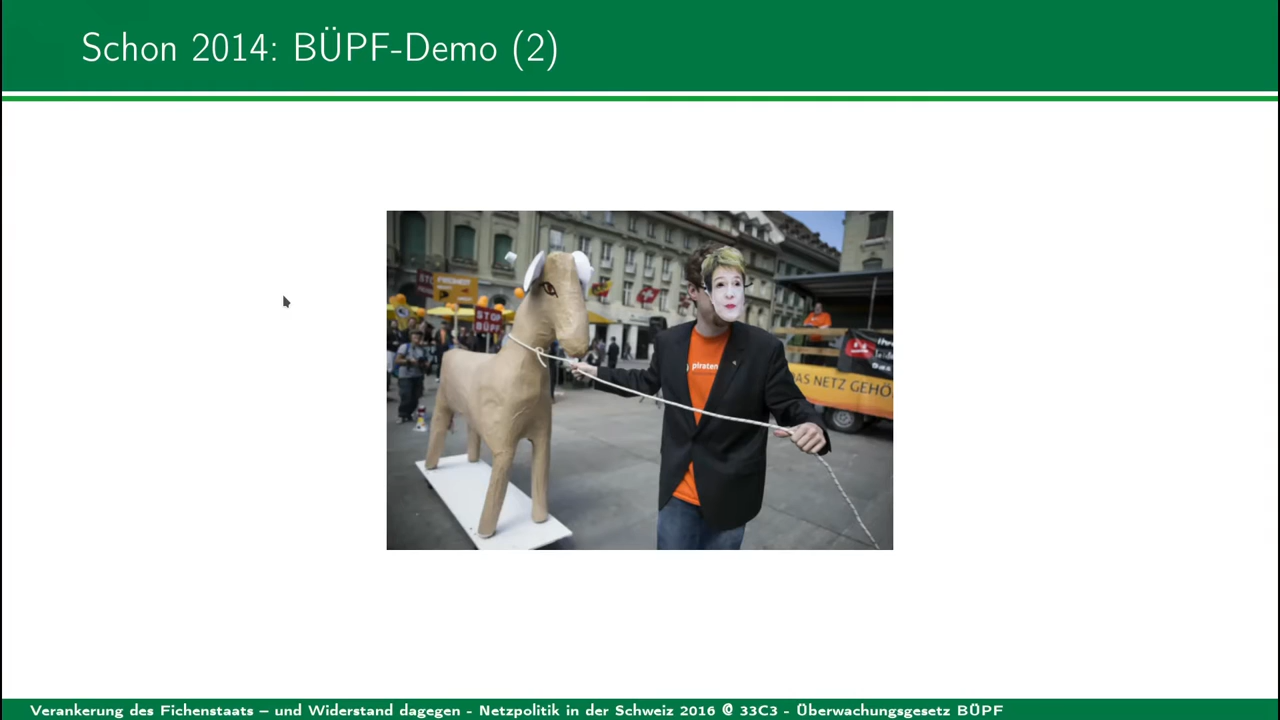 Schon 2014: BÜPF-Demo (2)
STOP
BÜPF
piraten
DAS NETZ GEHÖ
Verankerung des Fichenstaats – und Widerstand dagegen - Netzpolitik in der Schweiz 2016 @ 33C3 - Überwachungsgesetz BÜPF